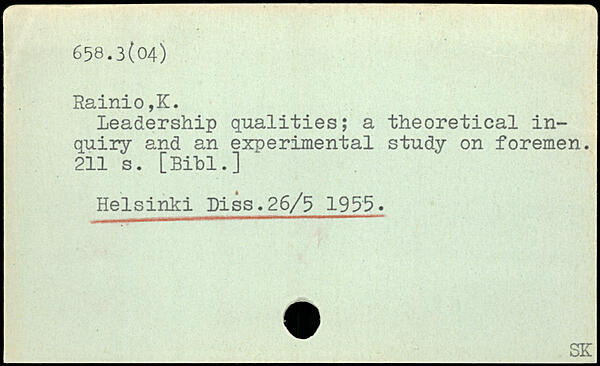 658.3(04)
Rainio,K.
Leadership qualities; a theoretical in-
quiry and an experimental study on foremen.
211 s. [Bibl.]
Helsinki Diss.26/5 1955.
SK